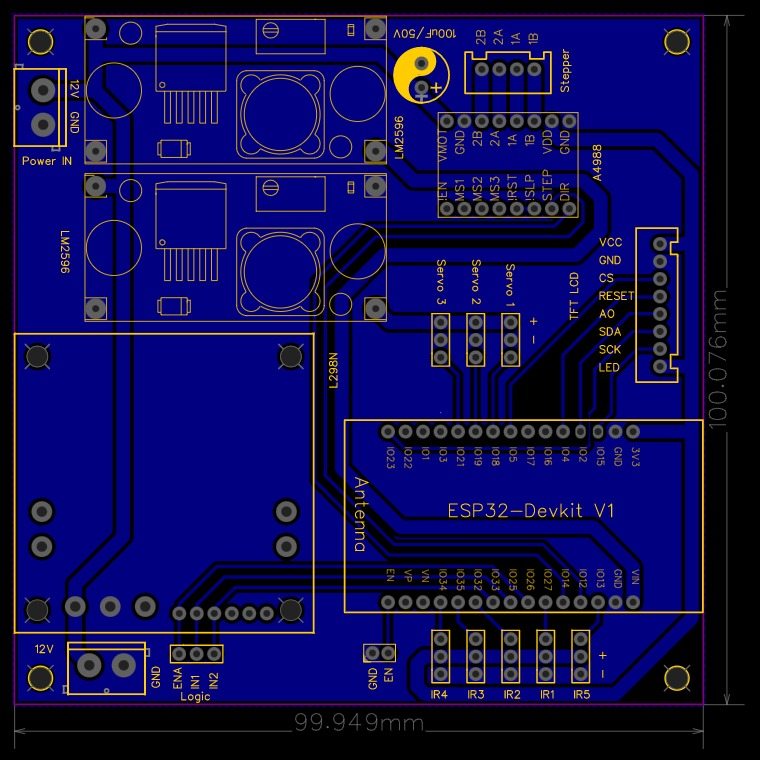 100uF/50V
2B
2A
1A
1B
Stepper
12V
GND
Power IN
LM2596
VMOT
GND
2B
2A
1A
1B
VDD
GND
A4988
!EN
MS1
MS2
MS3
!RST
!SLP
STEP
DIR
LM2596
VCC
GND
CS
RESET
AO
SDA
SCK
LED
TFT LCD
Servo 3
Servo 2
Servo 1
+
-
L298N
100.076mm
IO23
IO22
IO1
IO3
IO21
IO19
IO18
IO5
IO17
IO16
IO4
IO2
IO15
GND
3V3
Antenna
ESP32-Devkit V1
EN
VP
VN
IO34
IO35
IO32
IO33
IO25
IO26
IO27
IO14
IO12
IO13
GND
VIN
12V
GND
ENA
IN1
IN2
Logic
GND
EN
+
-
IR4
IR3
IR2
IR1
IR5
99.949mm